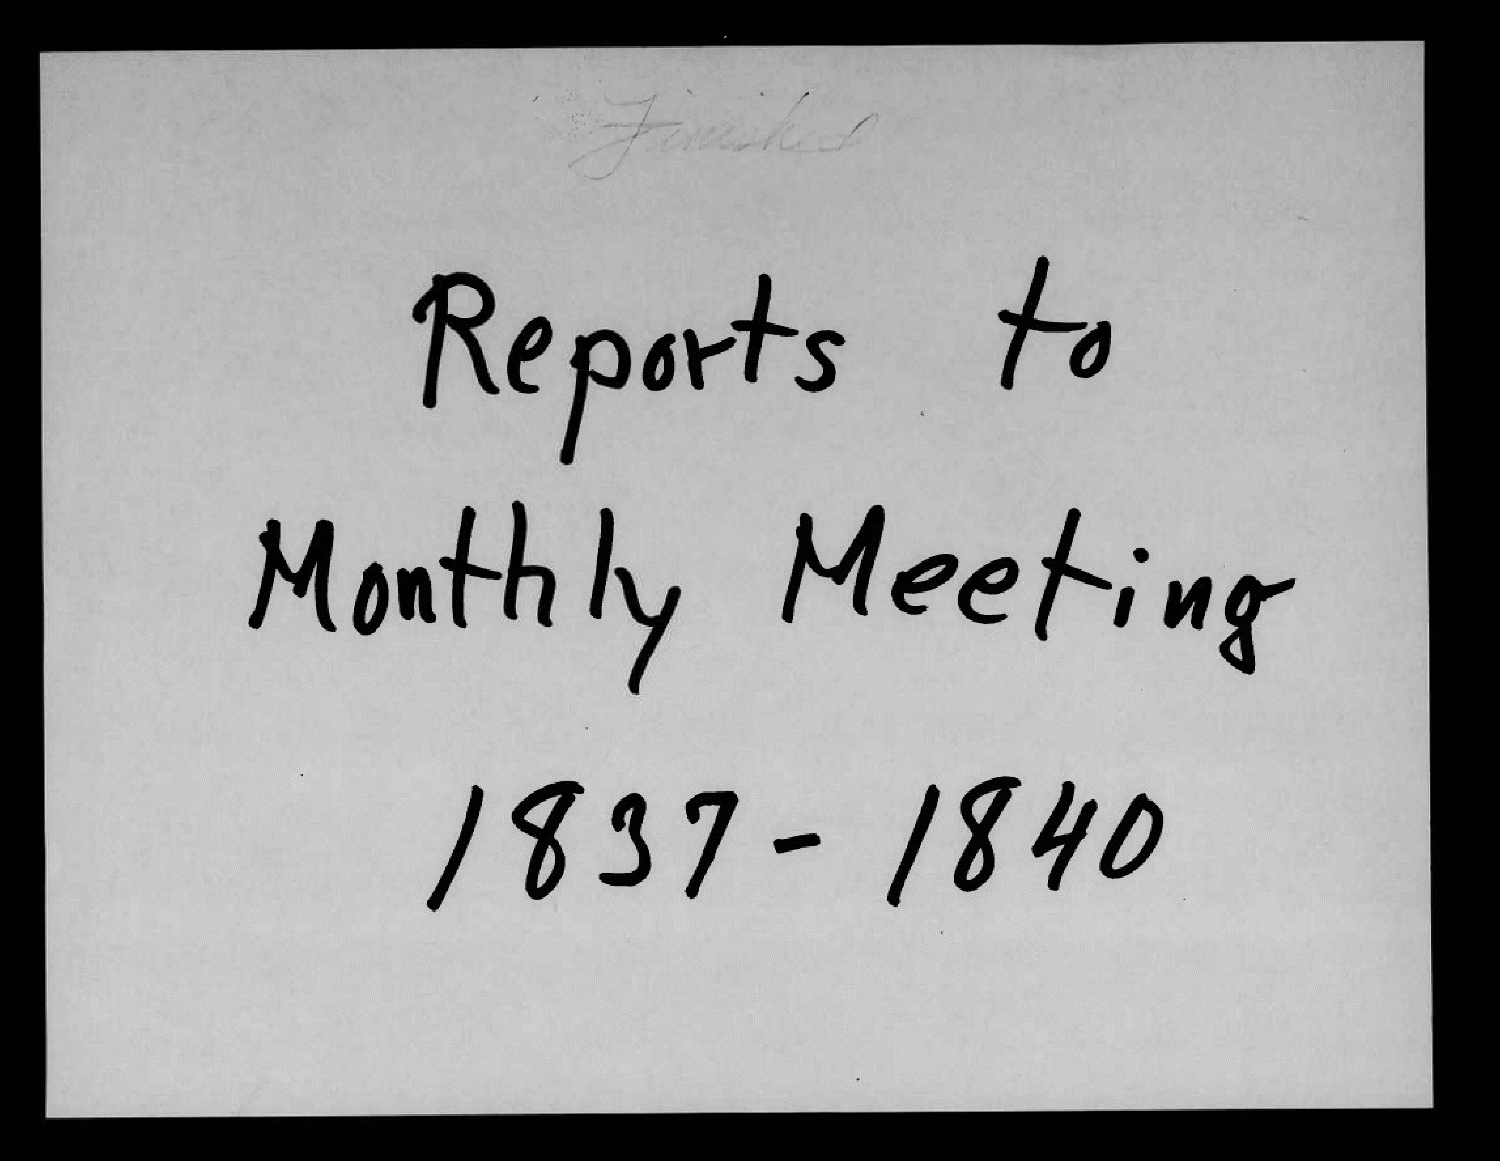 Finished
Reports to
Monthly Meeting
1837 - 1840